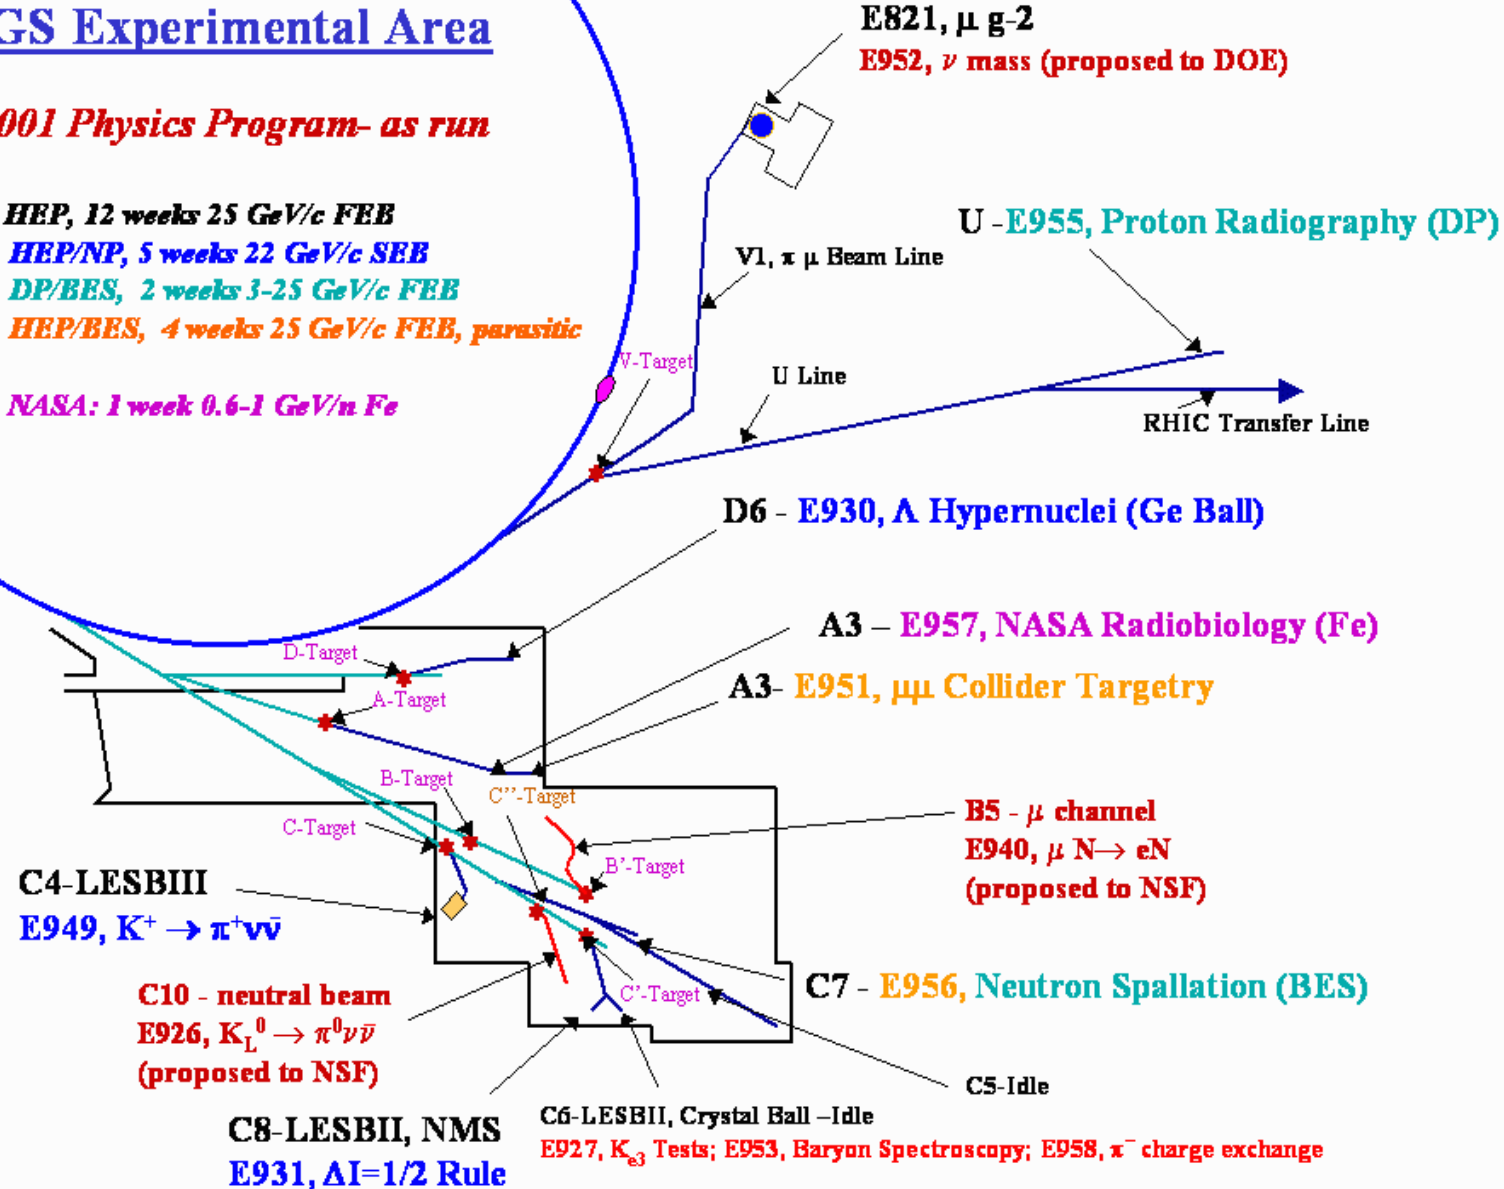 GS Experimental Area
001 Physics Program- as run
HEP, 12 weeks 25 GeV/c FEB
HEP/NP, 5 weeks 22 GeV/c SEB
DP/BES, 2 weeks 3-25 GeV/c FEB
HEP/BES, 4 weeks 25 GeV/c FEB, parasitic
NASA: 1 week 0.6-1 GeV/n Fe
E821, μ g-2
E952, ν mass (proposed to DOE)
U -E955, Proton Radiography (DP)
V1, π μ Beam Line
V-Target
U Line
RHIC Transfer Line
D6 - E930, Λ Hypernuclei (Ge Ball)
A3 – E957, NASA Radiobiology (Fe)
D-Target
A3- E951, μμ Collider Targetry
A-Target
B-Target
C''-Target
C-Target
B5 - μ channel
E940, μ N→ eN
(proposed to NSF)
B'-Target
C4-LESBIII
E949, K⁺ → π⁺νν̄
C7 - E956, Neutron Spallation (BES)
C'-Target
C10 - neutral beam
E926, K_L⁰ → π⁰νν̄
(proposed to NSF)
C5-Idle
C8-LESBII, NMS
E931, ΔI=1/2 Rule
C6-LESBII, Crystal Ball –Idle
E927, Kₑ₃ Tests; E953, Baryon Spectroscopy; E958, π⁻ charge exchange